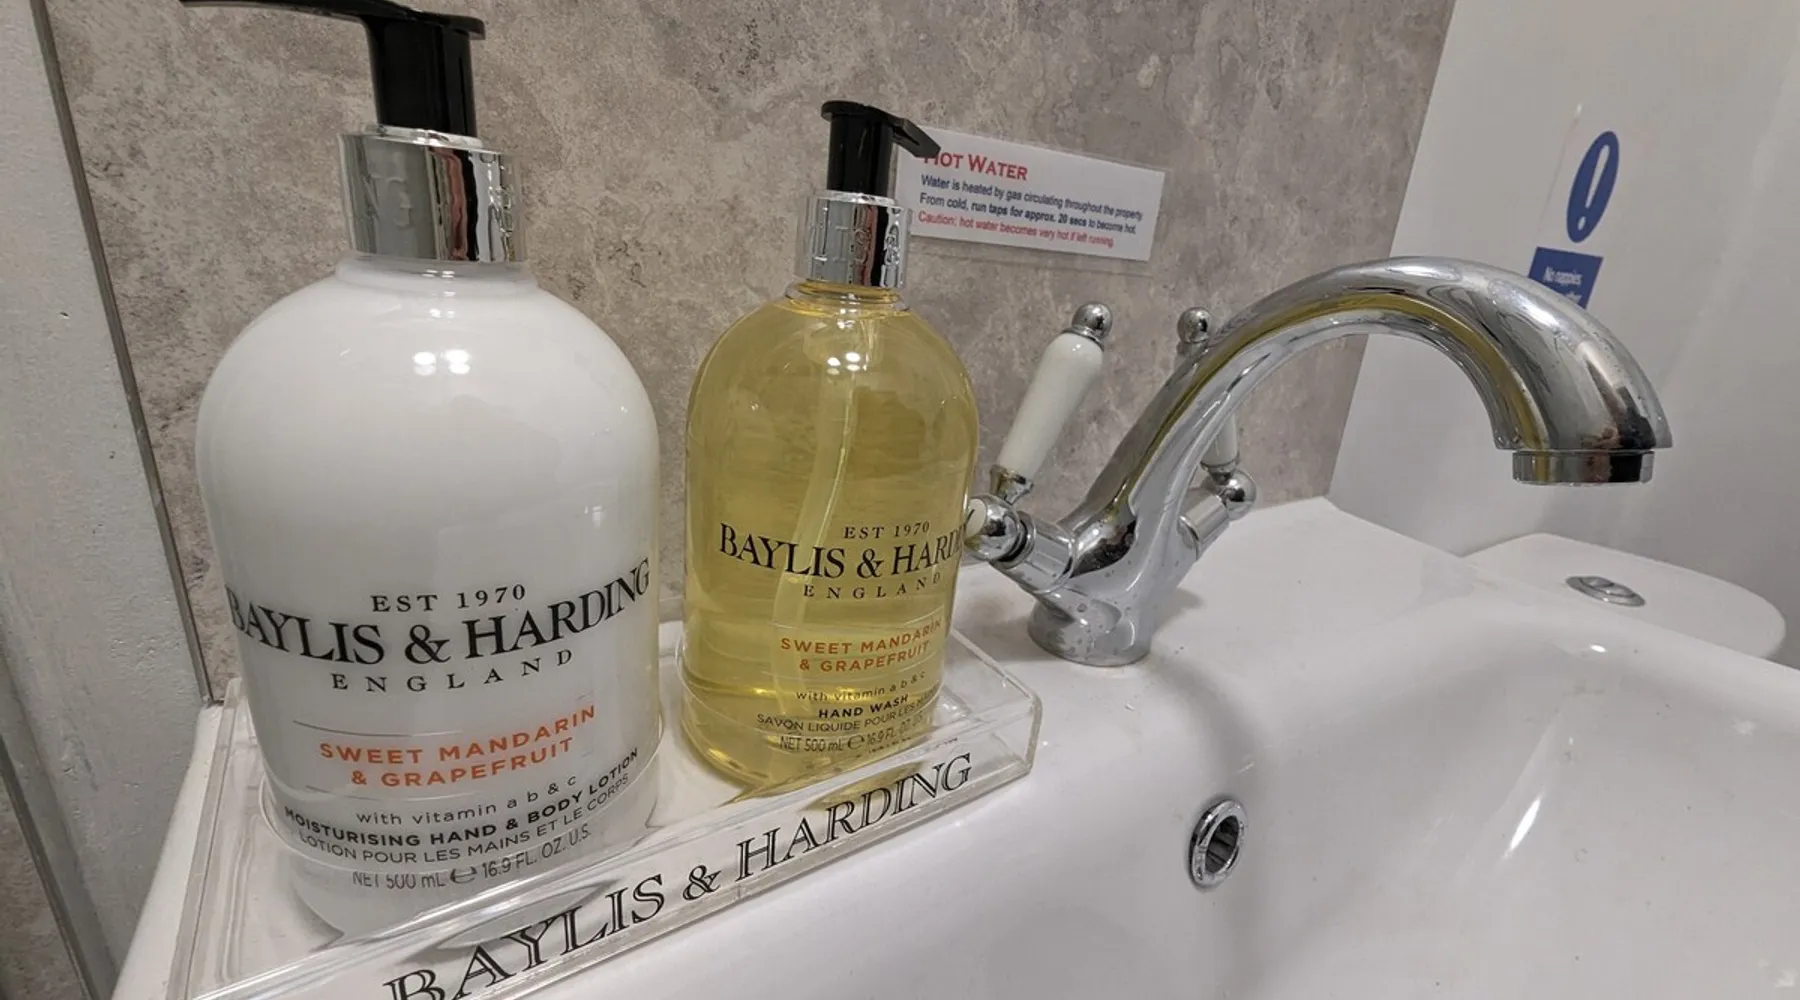 EST 1970
BAYLIS & HARDING
ENGLAND
SWEET MANDARIN
& GRAPEFRUIT
with vitamin a b & c
MOISTURISING HAND & BODY LOTION
LOTION POUR LES MAINS ET LE CORPS
NET 500 mL ℮ 16.9 FL. OZ. U.S.
EST 1970
BAYLIS & HARDI
ENGLAND
SWEET MANDARIN
& GRAPEFRUIT
with vitamin a b & c
HAND WASH
SAVON LIQUIDE POUR LES
NET 500 mL ℮ 16.9 FL. OZ. U.S.
BAYLIS & HARDING
HOT WATER
Water is heated by gas circulating throughout the property
From cold, run taps for approx. 20 secs to become hot.
Caution: hot water becomes very hot if left running.
No nappies